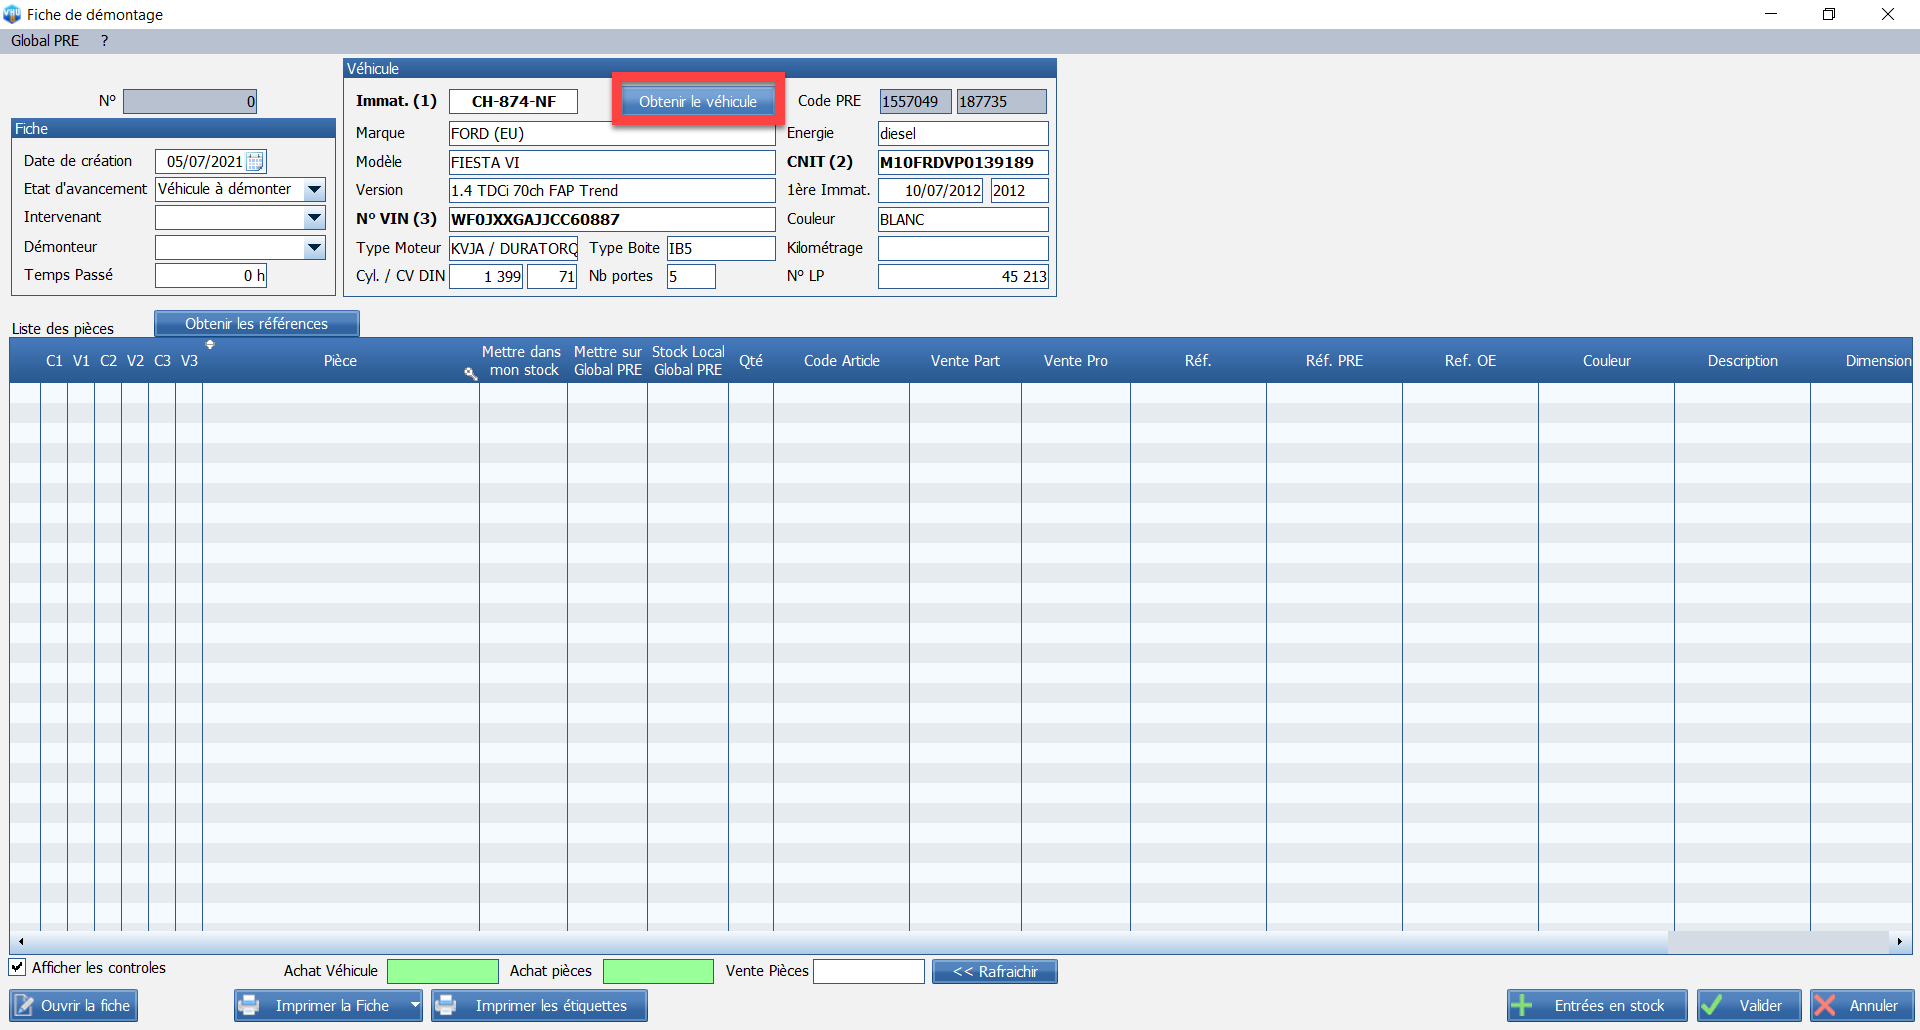 VHU Fiche de démontage
Global PRE ?
Nº 0
Fiche
Date de création 05/07/2021
Etat d'avancement Véhicule à démonter
Intervenant
Démonteur
Temps Passé 0 h
Véhicule
Immat. (1) CH-874-NF Obtenir le véhicule Code PRE 1557049 187735
Marque FORD (EU) Energie diesel
Modèle FIESTA VI CNIT (2) M10FRDVP0139189
Version 1.4 TDCi 70ch FAP Trend 1ère Immat. 10/07/2012 2012
Nº VIN (3) WF0JXXGAJJCC60887 Couleur BLANC
Type Moteur KVJA / DURATORQ Type Boite IB5 Kilométrage
Cyl. / CV DIN 1 399 71 Nb portes 5 Nº LP 45 213
Liste des pièces Obtenir les références
C1 V1 C2 V2 C3 V3 Pièce Mettre dans mon stock Mettre sur Global PRE Stock Local Global PRE Qté Code Article Vente Part Vente Pro Réf. Réf. PRE Ref. OE Couleur Description Dimension
Afficher les controles Achat Véhicule Achat pièces Vente Pièces << Rafraichir
Ouvrir la fiche Imprimer la Fiche Imprimer les étiquettes Entrées en stock Valider Annuler